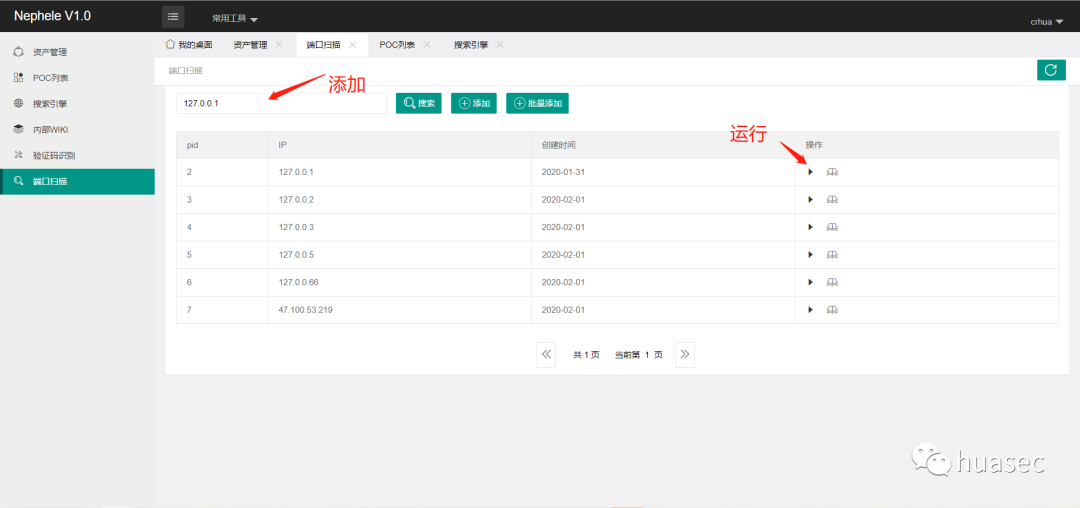 Nephele V1.0
常用工具
crhua
资产管理
POC列表
搜索引擎
内部WIKI
验证码识别
端口扫描
我的桌面 资产管理 端口扫描 POC列表 搜索引擎
端口扫描
添加
127.0.0.1 搜索 添加 批量添加
运行
pid IP 创建时间 操作
2 127.0.0.1 2020-01-31
3 127.0.0.2 2020-02-01
4 127.0.0.3 2020-02-01
5 127.0.0.5 2020-02-01
6 127.0.0.66 2020-02-01
7 47.100.53.219 2020-02-01
共 1 页 当前第 1 页
huasec